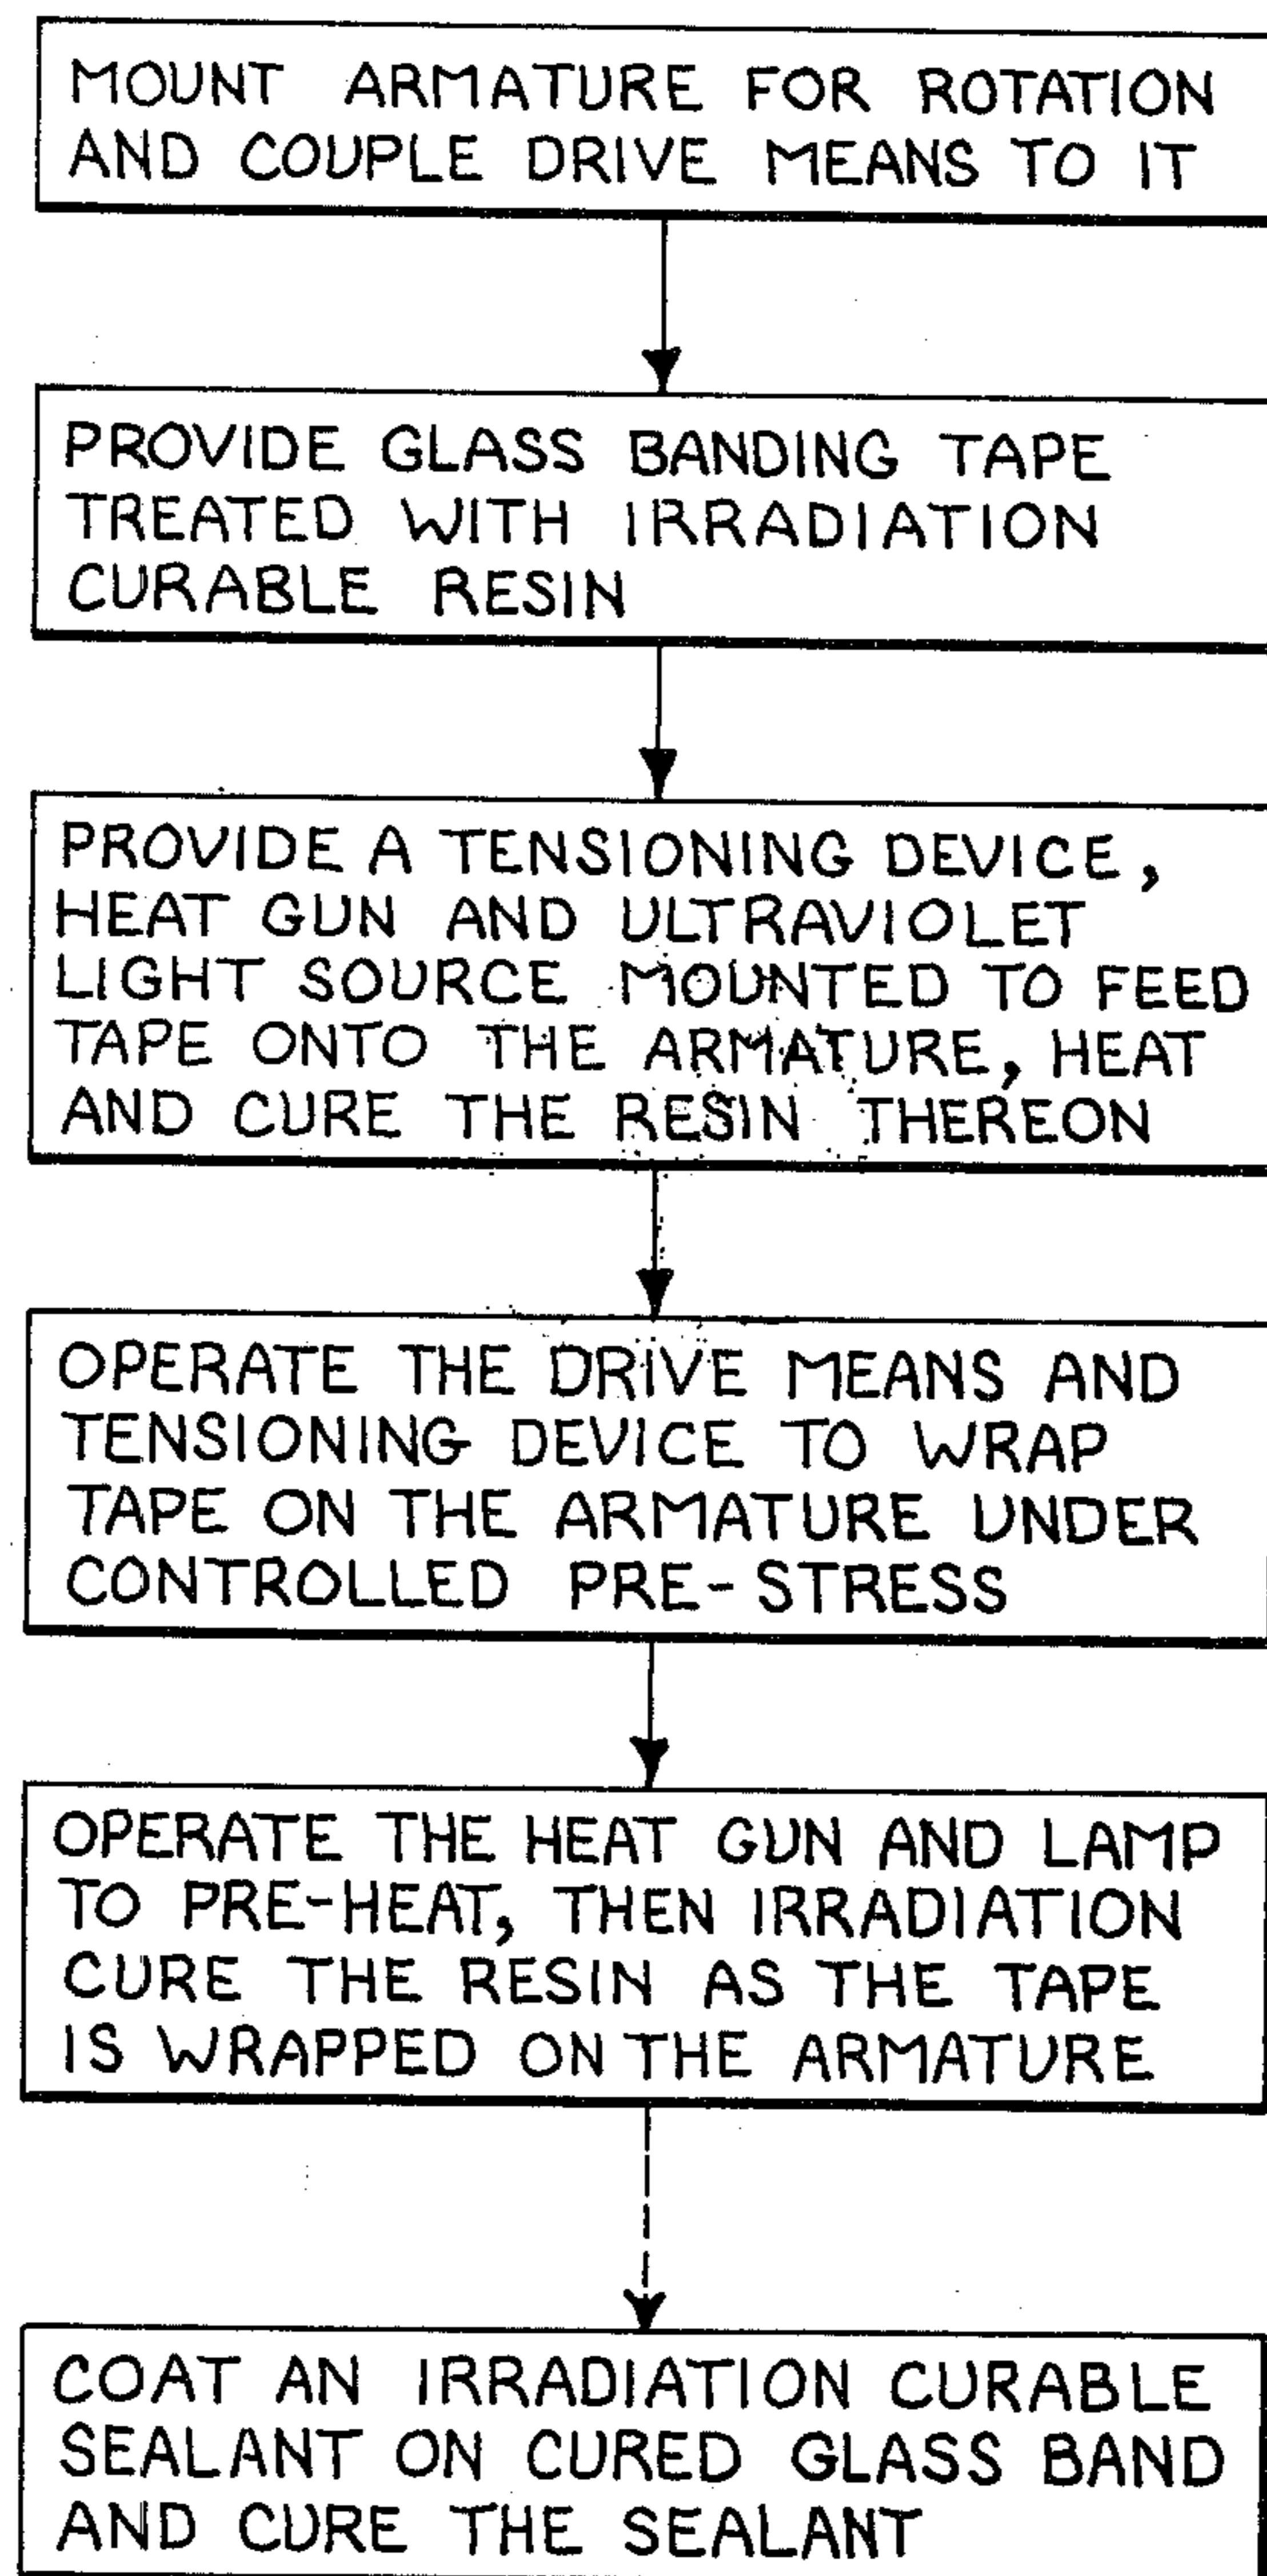 MOUNT ARMATURE FOR ROTATION
AND COUPLE DRIVE MEANS TO IT
PROVIDE GLASS BANDING TAPE
TREATED WITH IRRADIATION
CURABLE RESIN
PROVIDE A TENSIONING DEVICE,
HEAT GUN AND ULTRAVIOLET
LIGHT SOURCE MOUNTED TO FEED
TAPE ONTO THE ARMATURE, HEAT
AND CURE THE RESIN THEREON
OPERATE THE DRIVE MEANS AND
TENSIONING DEVICE TO WRAP
TAPE ON THE ARMATURE UNDER
CONTROLLED PRE-STRESS
OPERATE THE HEAT GUN AND LAMP
TO PRE-HEAT, THEN IRRADIATION
CURE THE RESIN AS THE TAPE
IS WRAPPED ON THE ARMATURE
COAT AN IRRADIATION CURABLE
SEALANT ON CURED GLASS BAND
AND CURE THE SEALANT